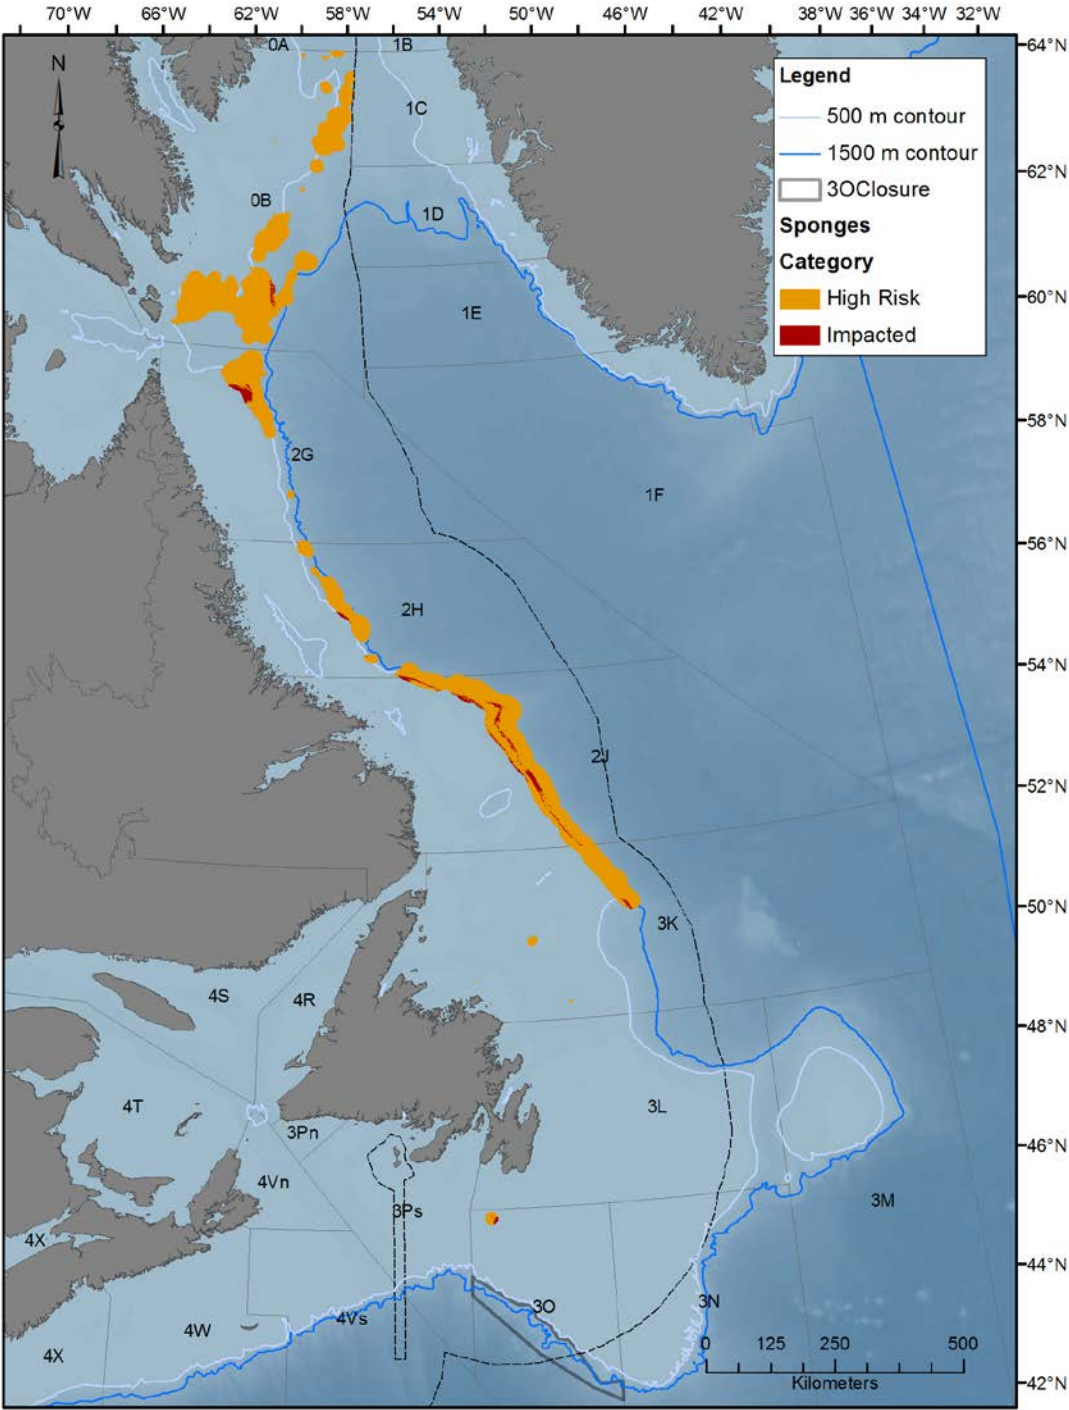 70°W 66°W 62°W 58°W 54°W 50°W 46°W 42°W 38°W 36°W 34°W 32°W
0A 1B 64°N
N
Legend
500 m contour
1500 m contour
3OClosure
Sponges
Category
High Risk
Impacted
1C
62°N
0B 1D
60°N
1E
58°N
2G
1F
56°N
2H
54°N
2J
52°N
50°N
3K
4S 4R
48°N
4T 3L
3Pn
46°N
4Vn
3M
4X 3Ps
44°N
3O 3N
4W 4Vs
4X
0 125 250 500
Kilometers
42°N